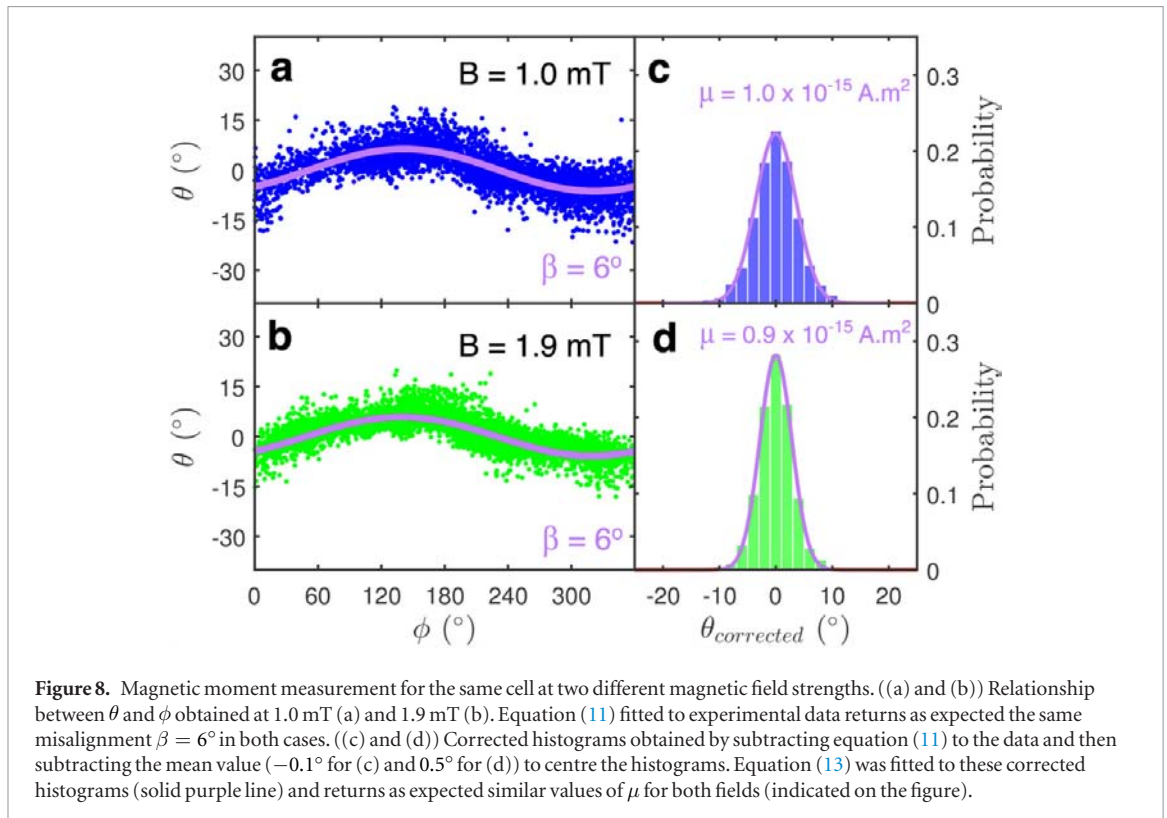 a
B = 1.0 mT
c
μ = 1.0 x 10⁻¹⁵ A.m²
30
15
0
-15
-30
θ (°)
β = 6º
0.3
0.2
0.1
0
Probability
b
B = 1.9 mT
d
μ = 0.9 x 10⁻¹⁵ A.m²
30
15
0
-15
-30
θ (°)
β = 6º
0.3
0.2
0.1
0
Probability
0 60 120 180 240 300
-20 -10 0 10 20
ϕ (°)
θcorrected (°)
Figure 8. Magnetic moment measurement for the same cell at two different magnetic field strengths. ((a) and (b)) Relationship
between θ and ϕ obtained at 1.0 mT (a) and 1.9 mT (b). Equation (11) fitted to experimental data returns as expected the same
misalignment β = 6° in both cases. ((c) and (d)) Corrected histograms obtained by subtracting equation (11) to the data and then
subtracting the mean value (−0.1° for (c) and 0.5° for (d)) to centre the histograms. Equation (13) was fitted to these corrected
histograms (solid purple line) and returns as expected similar values of μ for both fields (indicated on the figure).